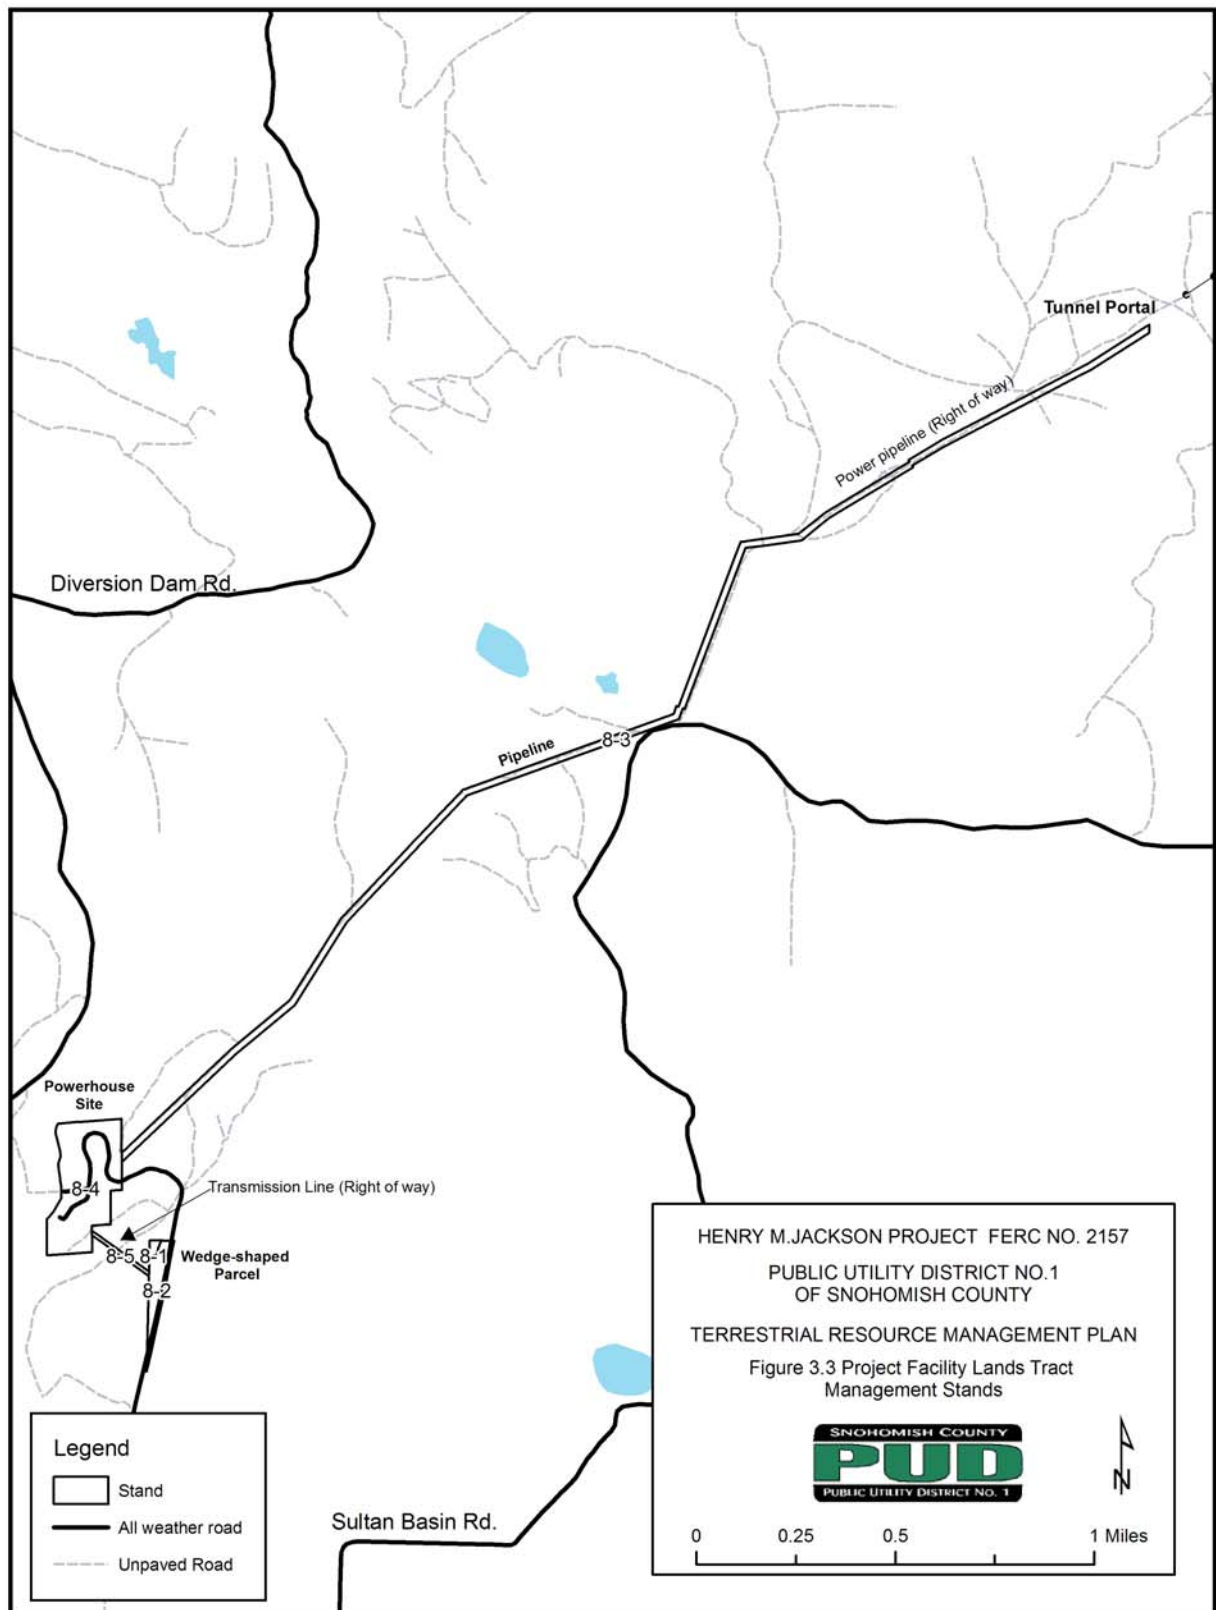 Tunnel Portal
Power pipeline (Right of way)
Diversion Dam Rd.
Pipeline
8-3
Powerhouse
Site
8-4
Transmission Line (Right of way)
8-5
8-1
Wedge-shaped
Parcel
8-2
HENRY M.JACKSON PROJECT FERC NO. 2157
PUBLIC UTILITY DISTRICT NO.1
OF SNOHOMISH COUNTY
TERRESTRIAL RESOURCE MANAGEMENT PLAN
Figure 3.3 Project Facility Lands Tract
Management Stands
SNOHOMISH COUNTY
PUD
PUBLIC UTILITY DISTRICT NO. 1
N
0 0.25 0.5 1 Miles
Legend
Stand
All weather road
Unpaved Road
Sultan Basin Rd.